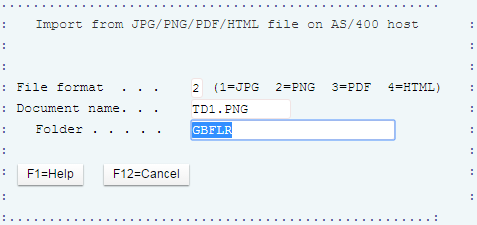 Import from JPG/PNG/PDF/HTML file on AS/400 host
File format . . . 2 (1=JPG 2=PNG 3=PDF 4=HTML)
Document name. . . TD1.PNG
Folder . . . . . GBFLR
F1=Help F12=Cancel